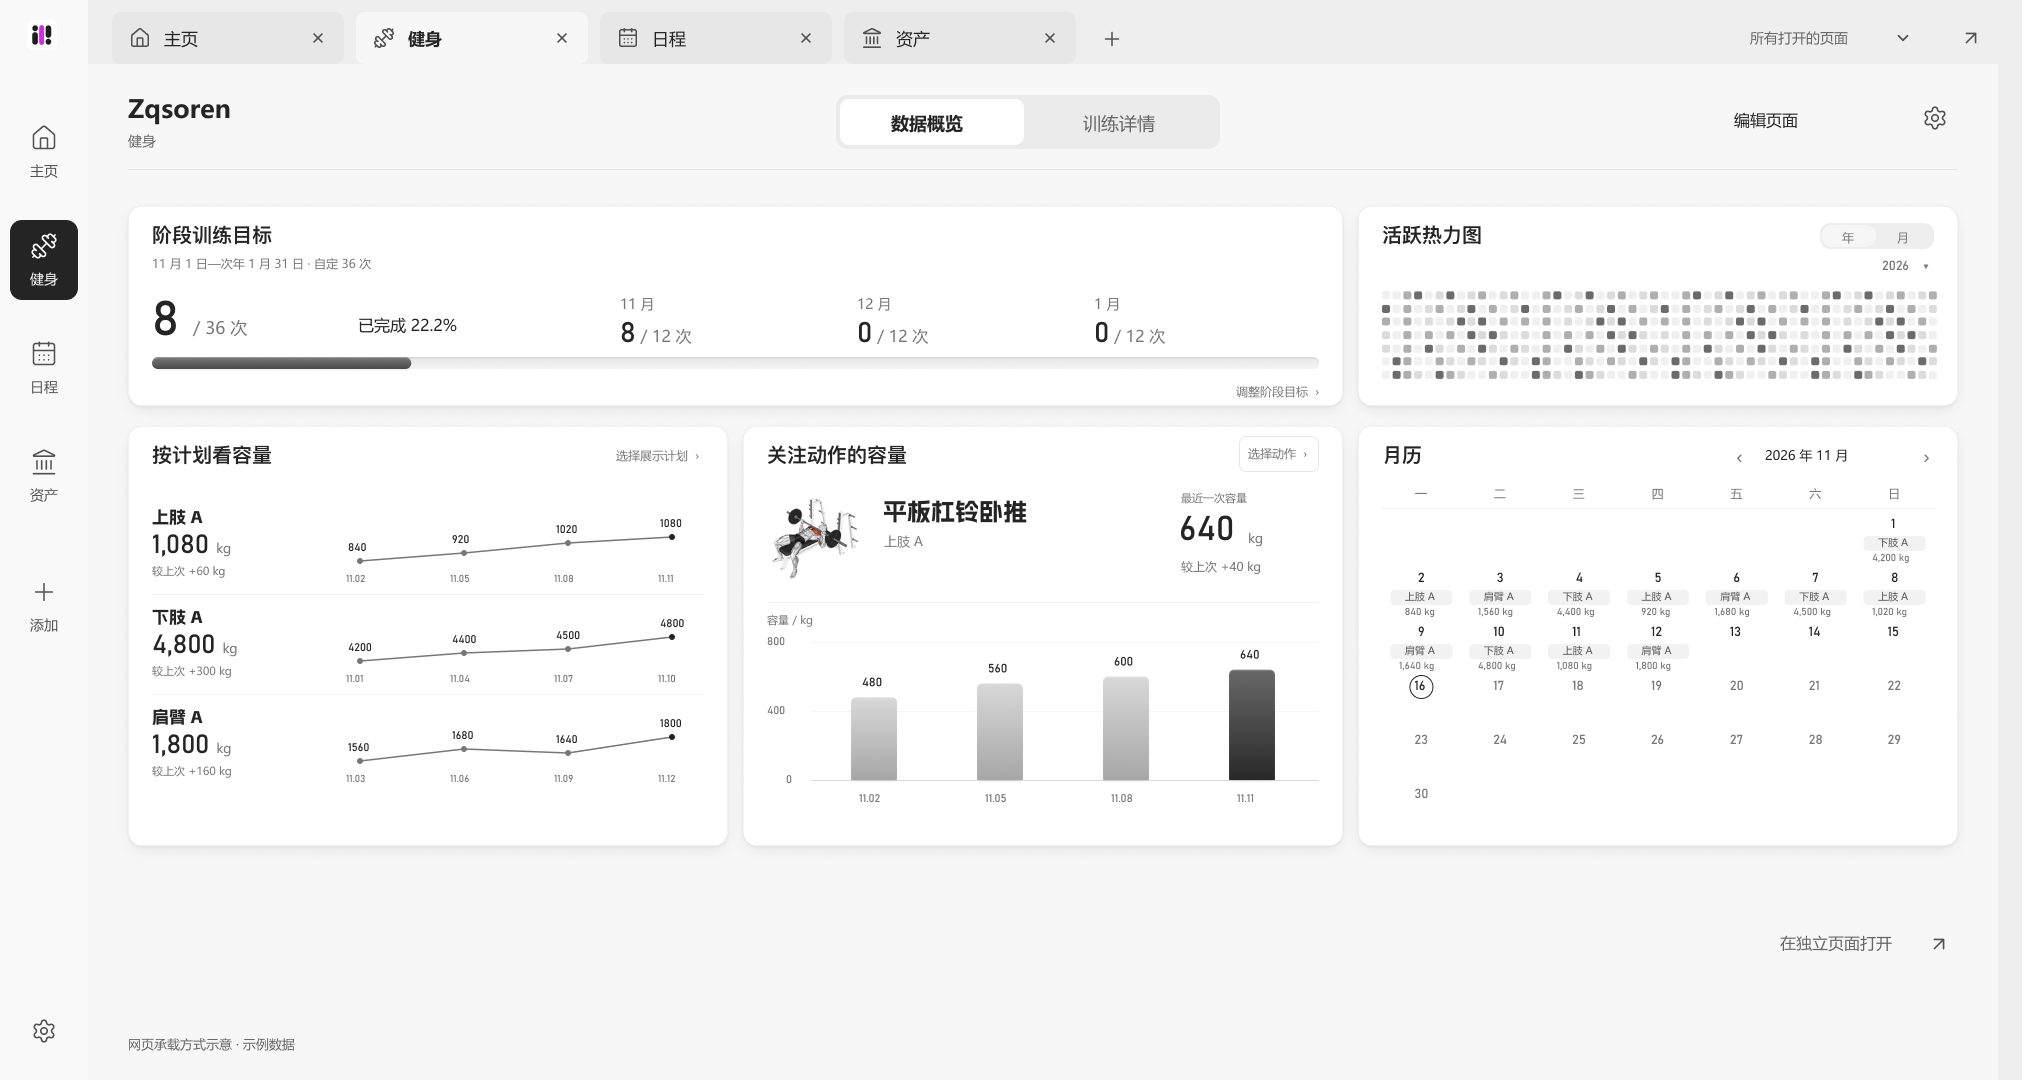 主页
健身
日程
资产
所有打开的页面
主页
健身
日程
资产
添加
Zqsoren
健身
数据概览
训练详情
编辑页面
阶段训练目标
11 月 1 日—次年 1 月 31 日 · 自定 36 次
8 / 36 次
已完成 22.2%
11 月
8 / 12 次
12 月
0 / 12 次
1 月
0 / 12 次
调整阶段目标 ›
活跃热力图
年
月
2026
按计划看容量
选择展示计划 ›
上肢 A
1,080 kg
较上次 +60 kg
840
920
1020
1080
11.02
11.05
11.08
11.11
下肢 A
4,800 kg
较上次 +300 kg
4200
4400
4500
4800
11.01
11.04
11.07
11.10
肩臂 A
1,800 kg
较上次 +160 kg
1560
1680
1640
1800
11.03
11.06
11.09
11.12
关注动作的容量
选择动作 ›
平板杠铃卧推
上肢 A
最近一次容量
640 kg
较上次 +40 kg
容量 / kg
800
400
0
480
560
600
640
11.02
11.05
11.08
11.11
月历
‹ 2026 年 11 月 ›
一 二 三 四 五 六 日
1
下肢 A
4,200 kg
2 3 4 5 6 7 8
上肢 A 肩臂 A 下肢 A 上肢 A 肩臂 A 下肢 A 上肢 A
840 kg 1,560 kg 4,400 kg 920 kg 1,680 kg 4,500 kg 1,020 kg
9 10 11 12 13 14 15
肩臂 A 下肢 A 上肢 A 肩臂 A
1,640 kg 4,800 kg 1,080 kg 1,800 kg
16 17 18 19 20 21 22
23 24 25 26 27 28 29
30
在独立页面打开
网页承载方式示意 · 示例数据